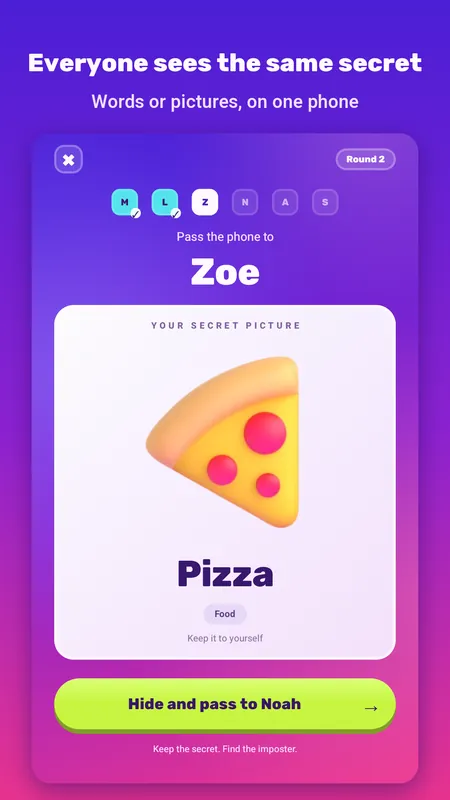 Everyone sees the same secret
Words or pictures, on one phone
Round 2
M L Z N A S
Pass the phone to
Zoe
YOUR SECRET PICTURE
Pizza
Food
Keep it to yourself
Hide and pass to Noah →
Keep the secret. Find the imposter.